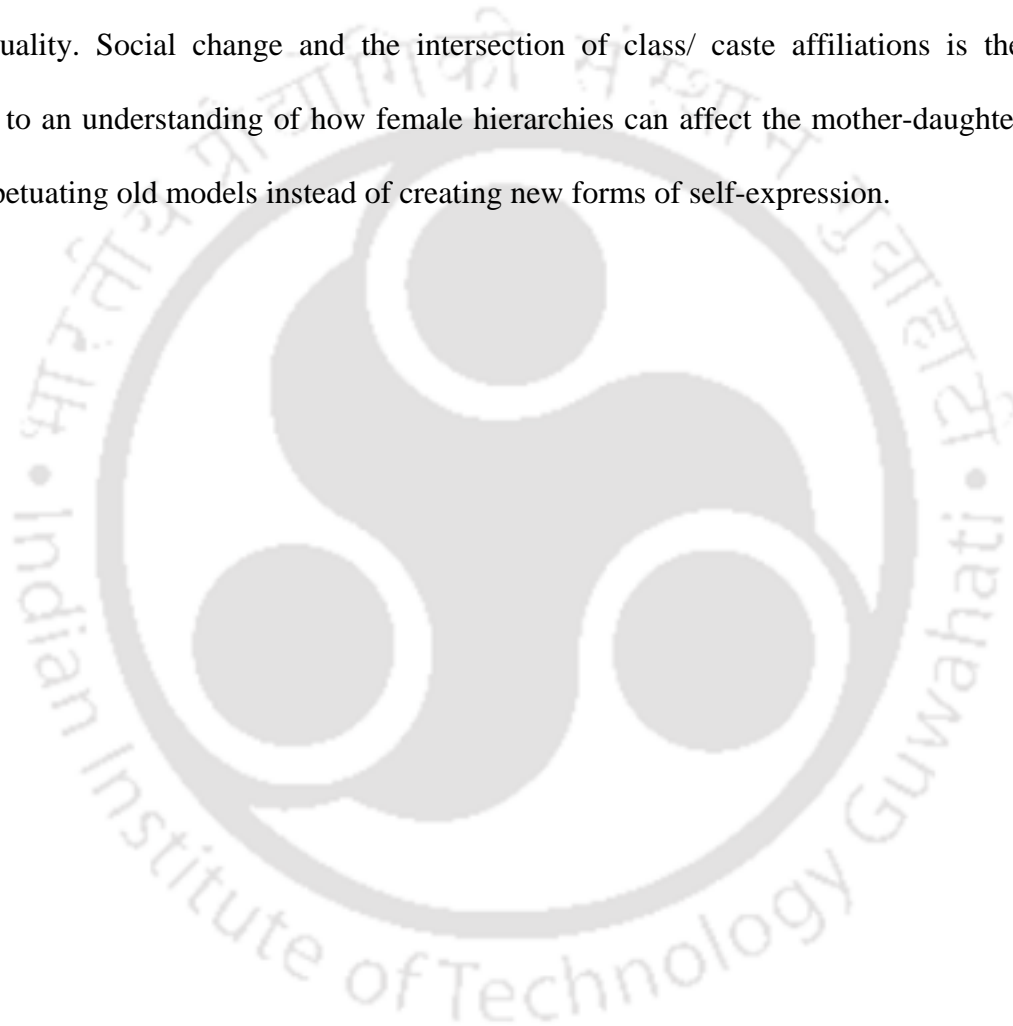 uality. Social change and the intersection of class/ caste affiliations is the
to an understanding of how female hierarchies can affect the mother-daughte
petuating old models instead of creating new forms of self-expression.
भारतीय प्रौद्योगिकी संस्थान गुवाहाटी
Indian Institute of Technology Guwahati